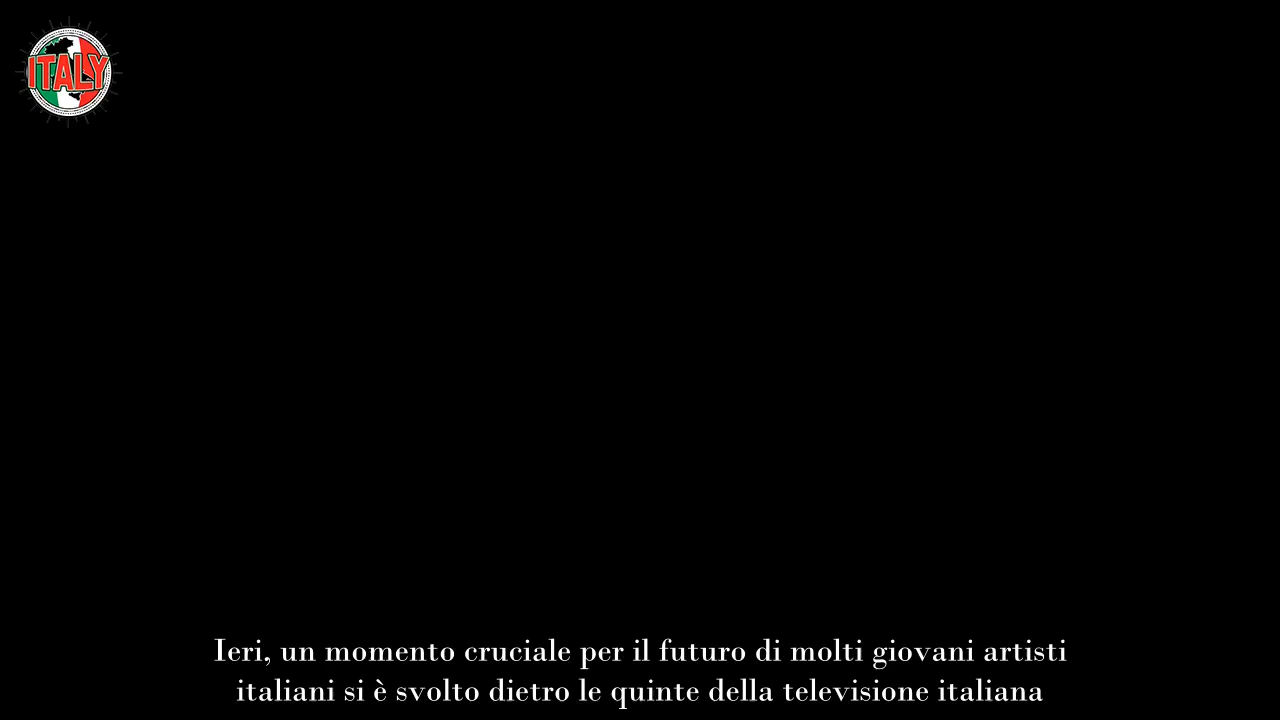 ITALY
Ieri, un momento cruciale per il futuro di molti giovani artisti
italiani si è svolto dietro le quinte della televisione italiana